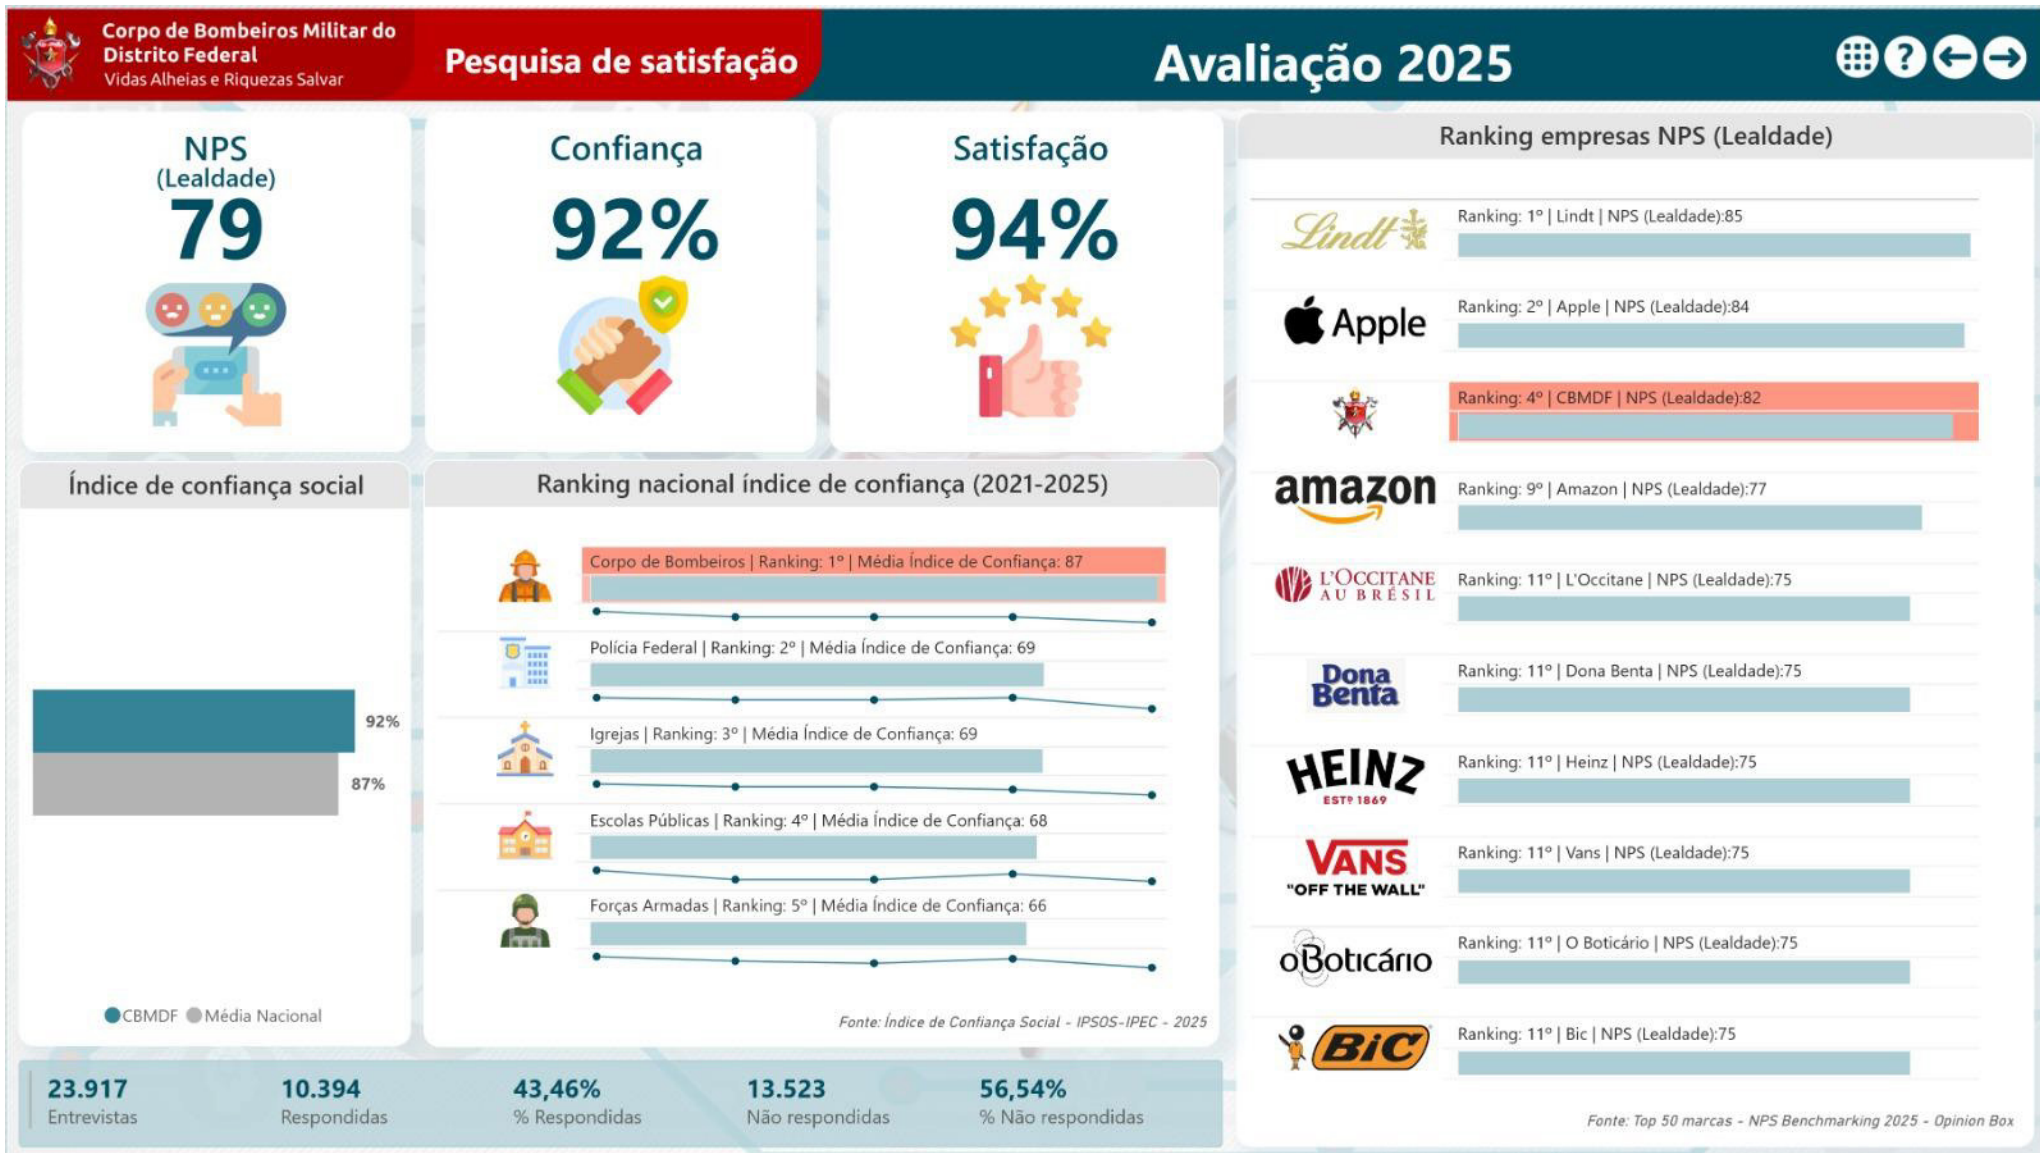 Corpo de Bombeiros Militar do
Distrito Federal
Vidas Alheias e Riquezas Salvar
Pesquisa de satisfação
Avaliação 2025
?
NPS
(Lealdade)
79
Confiança
92%
Satisfação
94%
Índice de confiança social
92%
87%
CBMDF
Média Nacional
Ranking nacional índice de confiança (2021-2025)
Corpo de Bombeiros | Ranking: 1º | Média Índice de Confiança: 87
Polícia Federal | Ranking: 2º | Média Índice de Confiança: 69
Igrejas | Ranking: 3º | Média Índice de Confiança: 69
Escolas Públicas | Ranking: 4º | Média Índice de Confiança: 68
Forças Armadas | Ranking: 5º | Média Índice de Confiança: 66
Fonte: Índice de Confiança Social - IPSOS-IPEC - 2025
23.917
Entrevistas
10.394
Respondidas
43,46%
% Respondidas
13.523
Não respondidas
56,54%
% Não respondidas
Ranking empresas NPS (Lealdade)
Lindt
Ranking: 1º | Lindt | NPS (Lealdade):85
Apple
Ranking: 2º | Apple | NPS (Lealdade):84
Ranking: 4º | CBMDF | NPS (Lealdade):82
amazon
Ranking: 9º | Amazon | NPS (Lealdade):77
L'OCCITANE
AU BRÉSIL
Ranking: 11º | L'Occitane | NPS (Lealdade):75
Dona
Benta
Ranking: 11º | Dona Benta | NPS (Lealdade):75
HEINZ
ESTD 1869
Ranking: 11º | Heinz | NPS (Lealdade):75
VANS
"OFF THE WALL"
Ranking: 11º | Vans | NPS (Lealdade):75
oBoticário
Ranking: 11º | O Boticário | NPS (Lealdade):75
BiC
Ranking: 11º | Bic | NPS (Lealdade):75
Fonte: Top 50 marcas - NPS Benchmarking 2025 - Opinion Box